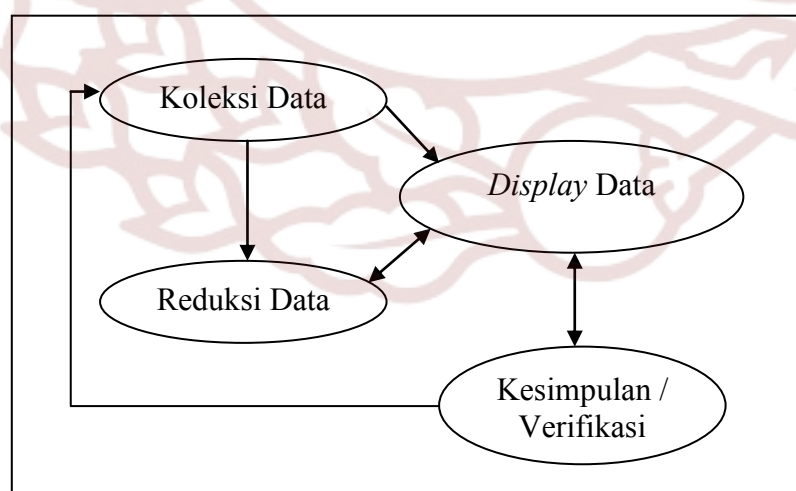 Koleksi Data
Display Data
Reduksi Data
Kesimpulan /
Verifikasi